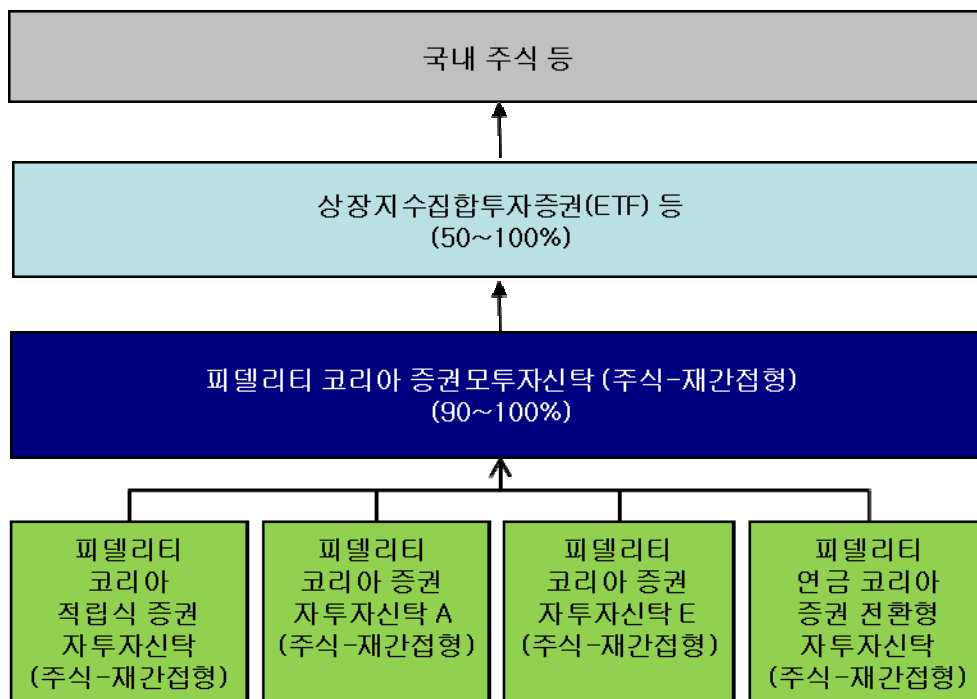 국내 주식 등
상장지수집합투자증권(ETF) 등
(50~100%)
피델리티 코리아 증권모투자신탁 (주식-재간접형)
(90~100%)
피델리티
코리아
적립식 증권
자투자신탁
(주식-재간접형)
피델리티
코리아 증권
자투자신탁 A
(주식-재간접형)
피델리티
코리아 증권
자투자신탁 E
(주식-재간접형)
피델리티
연금 코리아
증권 전환형
자투자신탁
(주식-재간접형)